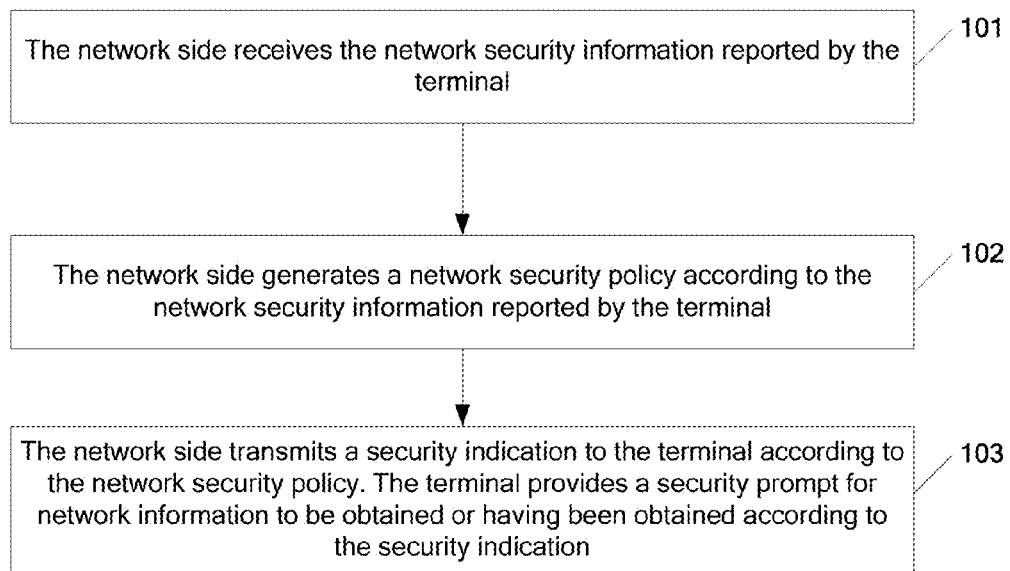 The network side receives the network security information reported by the
terminal
101
The network side generates a network security policy according to the
network security information reported by the terminal
102
The network side transmits a security indication to the terminal according to
the network security policy. The terminal provides a security prompt for
network information to be obtained or having been obtained according to
the security indication
103